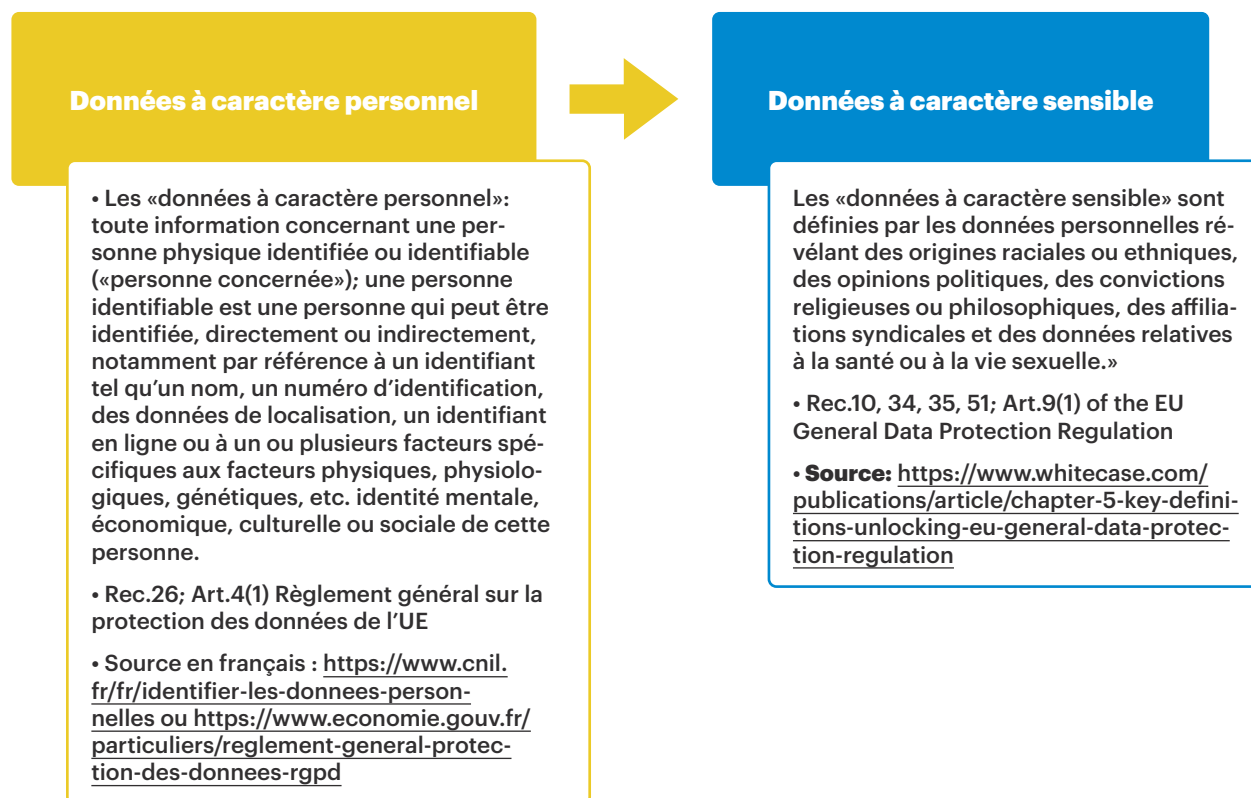 Données à caractère personnel
• Les «données à caractère personnel»:
toute information concernant une per-
sonne physique identifiée ou identifiable
(«personne concernée»); une personne
identifiable est une personne qui peut être
identifiée, directement ou indirectement,
notamment par référence à un identifiant
tel qu'un nom, un numéro d'identification,
des données de localisation, un identifiant
en ligne ou à un ou plusieurs facteurs spé-
cifiques aux facteurs physiques, physiolo-
giques, génétiques, etc. identité mentale,
économique, culturelle ou sociale de cette
personne.
• Rec.26; Art.4(1) Règlement général sur la
protection des données de l'UE
• Source en français : https://www.cnil.
fr/fr/identifier-les-donnees-person-
nelles ou https://www.economie.gouv.fr/
particuliers/reglement-general-protec-
tion-des-donnees-rgpd
Données à caractère sensible
Les «données à caractère sensible» sont
définies par les données personnelles ré-
vélant des origines raciales ou ethniques,
des opinions politiques, des convictions
religieuses ou philosophiques, des affilia-
tions syndicales et des données relatives
à la santé ou à la vie sexuelle.»
• Rec.10, 34, 35, 51; Art.9(1) of the EU
General Data Protection Regulation
• Source: https://www.whitecase.com/
publications/article/chapter-5-key-defini-
tions-unlocking-eu-general-data-protec-
tion-regulation